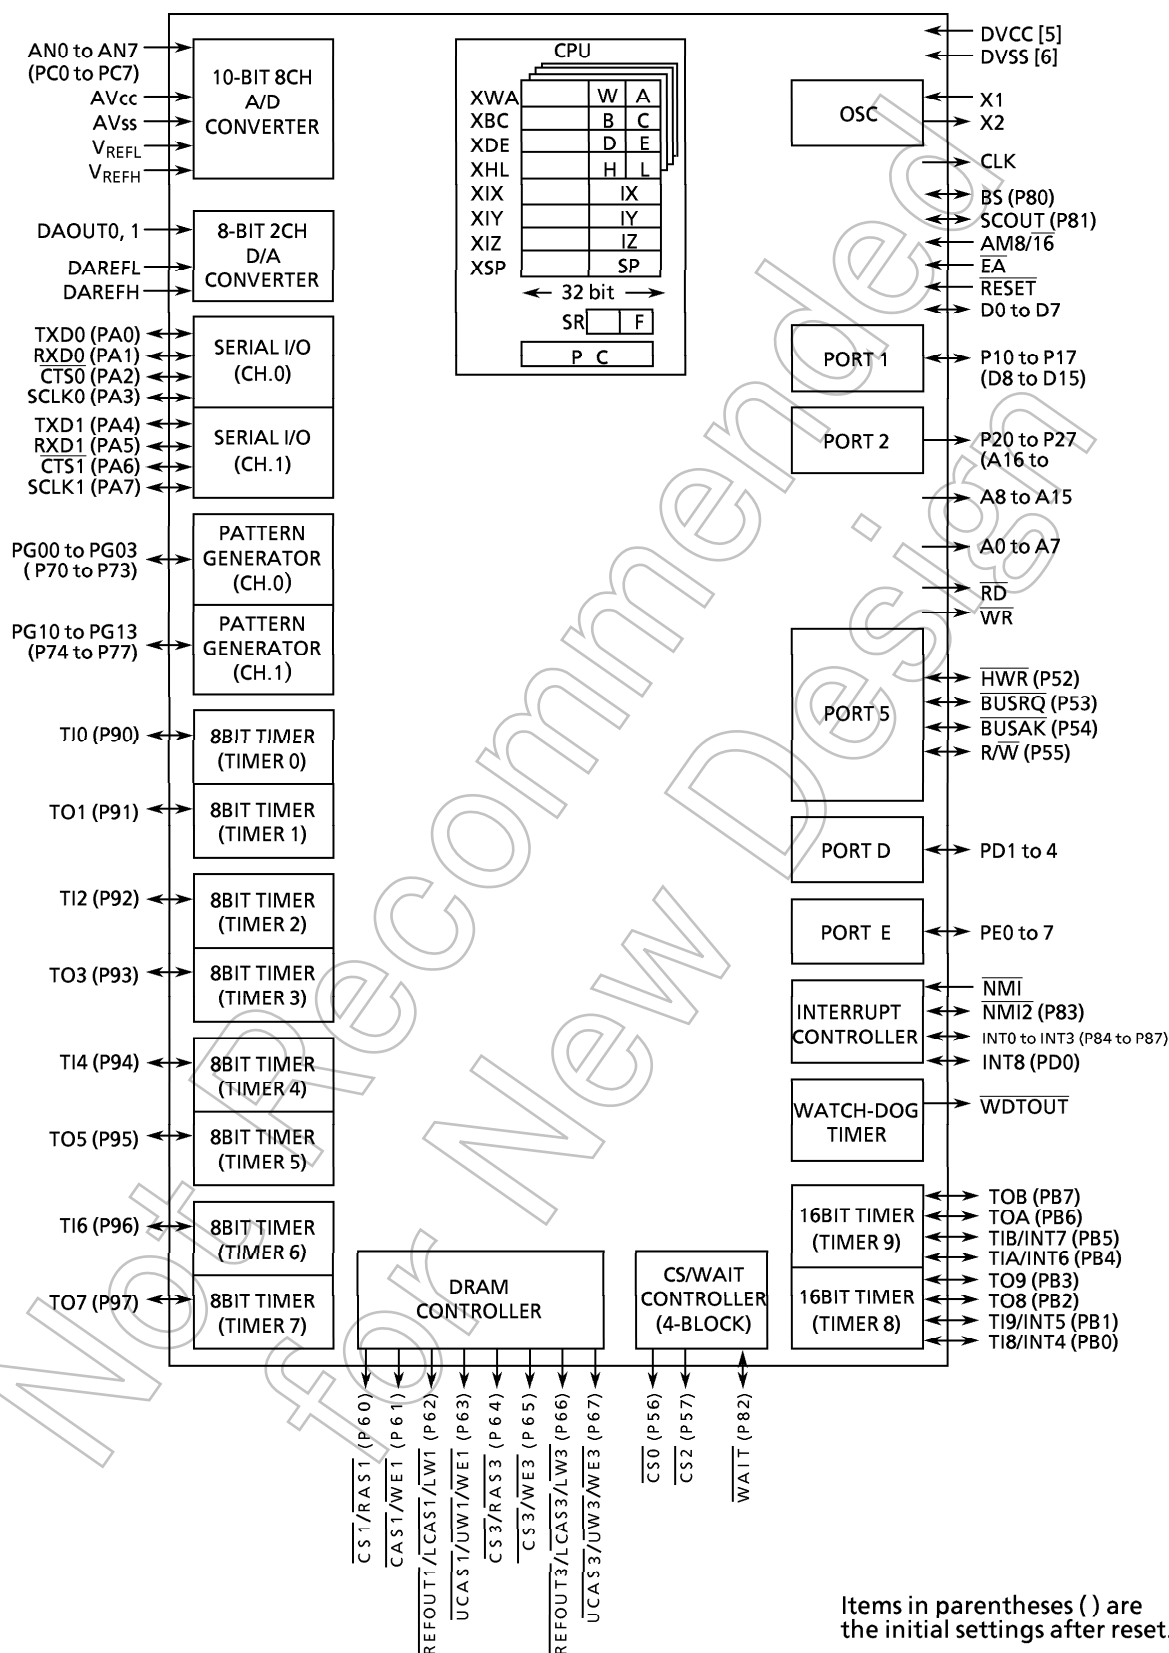 AN0 to AN7
(PC0 to PC7)
AVcc
AVss
VREFL
VREFH
10-BIT 8CH
A/D
CONVERTER
DAOUT0, 1
DAREFL
DAREFH
8-BIT 2CH
D/A
CONVERTER
TXD0 (PA0)
RXD0 (PA1)
CTS0 (PA2)
SCLK0 (PA3)
SERIAL I/O
(CH.0)
TXD1 (PA4)
RXD1 (PA5)
CTS1 (PA6)
SCLK1 (PA7)
SERIAL I/O
(CH.1)
PG00 to PG03
( P70 to P73)
PATTERN
GENERATOR
(CH.0)
PG10 to PG13
(P74 to P77)
PATTERN
GENERATOR
(CH.1)
TI0 (P90)
8BIT TIMER
(TIMER 0)
TO1 (P91)
8BIT TIMER
(TIMER 1)
TI2 (P92)
8BIT TIMER
(TIMER 2)
TO3 (P93)
8BIT TIMER
(TIMER 3)
TI4 (P94)
8BIT TIMER
(TIMER 4)
TO5 (P95)
8BIT TIMER
(TIMER 5)
TI6 (P96)
8BIT TIMER
(TIMER 6)
TO7 (P97)
8BIT TIMER
(TIMER 7)
CPU
XWA W A
XBC B C
XDE D E
XHL H L
XIX IX
XIY IY
XIZ IZ
XSP SP
32 bit
SR F
P C
DVCC [5]
DVSS [6]
OSC
X1
X2
CLK
BS (P80)
SCOUT (P81)
AM8/16
EA
RESET
D0 to D7
PORT 1
P10 to P17
(D8 to D15)
PORT 2
P20 to P27
(A16 to
A8 to A15
A0 to A7
RD
WR
PORT 5
HWR (P52)
BUSRQ (P53)
BUSAK (P54)
R/W (P55)
PORT D
PD1 to 4
PORT E
PE0 to 7
INTERRUPT
CONTROLLER
NMI
NMI2 (P83)
INT0 to INT3 (P84 to P87)
INT8 (PD0)
WATCH-DOG
TIMER
WDTOUT
16BIT TIMER
(TIMER 9)
TOB (PB7)
TOA (PB6)
TIB/INT7 (PB5)
TIA/INT6 (PB4)
16BIT TIMER
(TIMER 8)
TO9 (PB3)
TO8 (PB2)
TI9/INT5 (PB1)
TI8/INT4 (PB0)
DRAM
CONTROLLER
CS/WAIT
CONTROLLER
(4-BLOCK)
CS1/RAS1 (P60)
CAS1/WE1 (P61)
REFOUT1/LCAS1/LW1 (P62)
UCAS1/UW1/WE1 (P63)
CS3/RAS3 (P64)
CS3/WE3 (P65)
REFOUT3/LCAS3/LW3 (P66)
UCAS3/UW3/WE3 (P67)
CS0 (P56)
CS2 (P57)
WAIT (P82)
Not Recommended
for New Design
Items in parentheses ( ) are
the initial settings after reset.